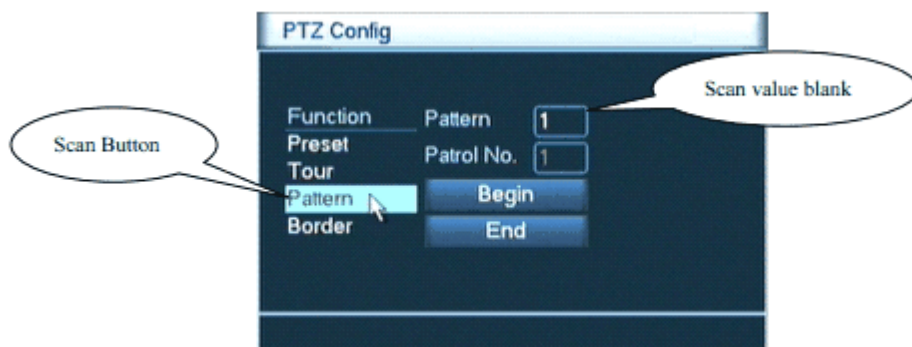 PTZ Config
Scan value blank
Function
Pattern
1
Scan Button
Preset
Patrol No.
1
Tour
Pattern
Begin
Border
End